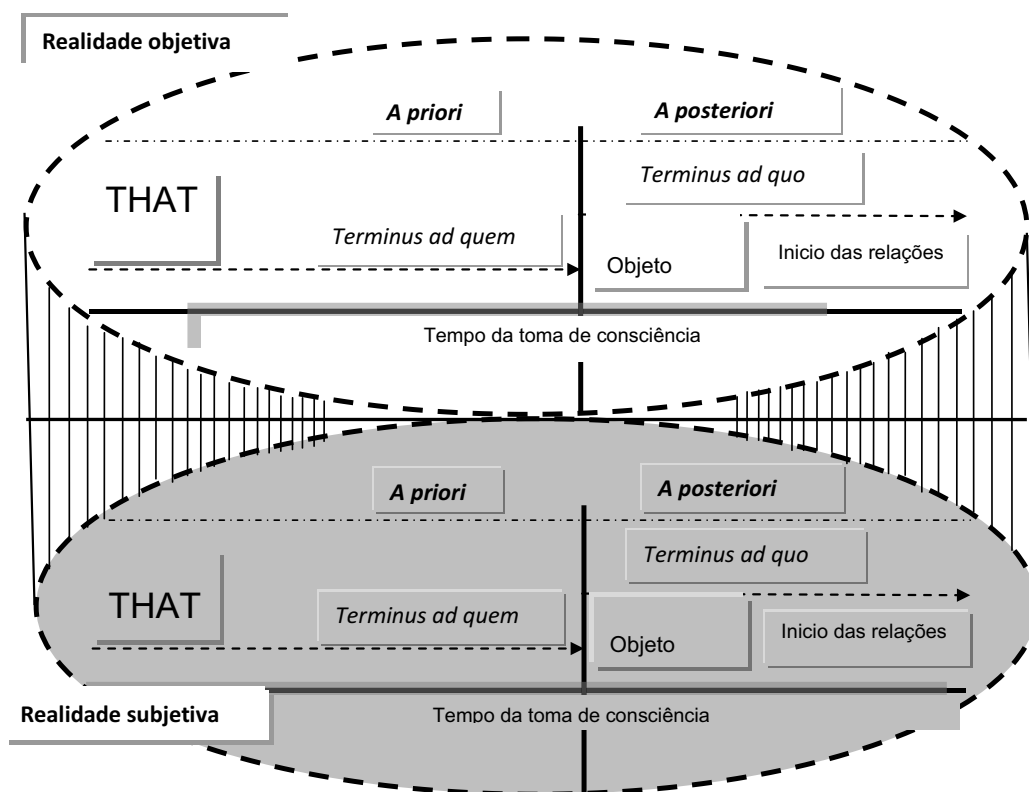 Realidade objetiva
A priori
A posteriori
Terminus ad quo
THAT
Terminus ad quem
Objeto
Inicio das relações
Tempo da toma de consciência
A priori
A posteriori
Terminus ad quo
THAT
Terminus ad quem
Objeto
Inicio das relações
Realidade subjetiva
Tempo da toma de consciência